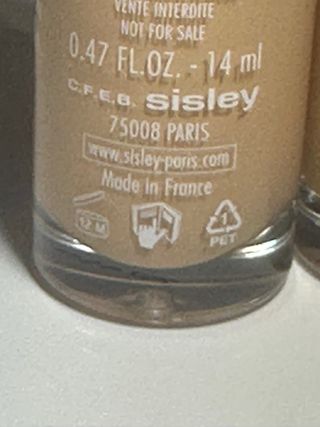 VENTE INTERDITE
NOT FOR SALE
0.47 FL.OZ. - 14 ml
C.F.E.B. sisley
75008 PARIS
www.sisley-paris.com
Made in France
12 M
1
PET